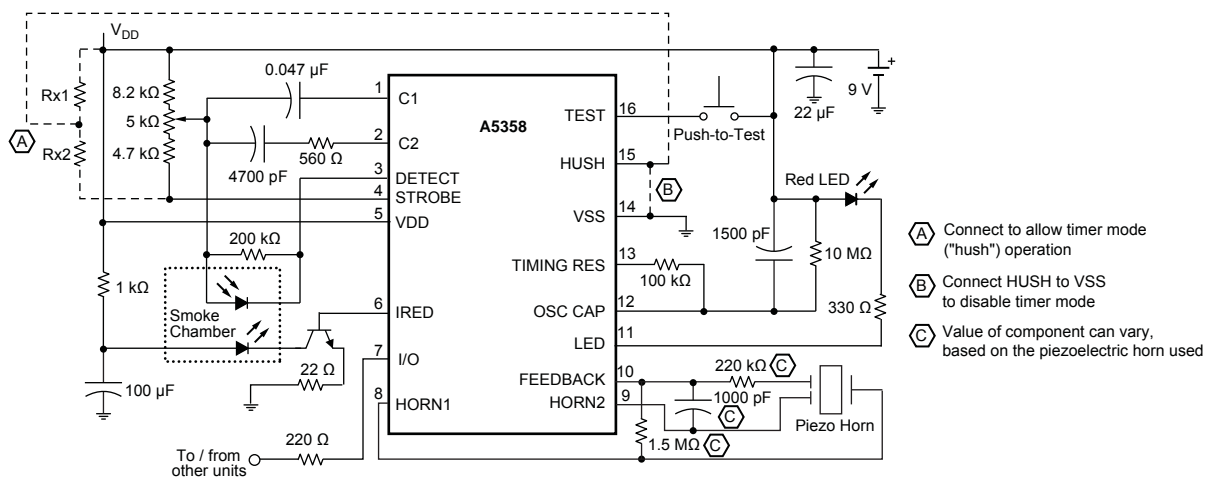 V_DD
0.047 µF
Rx1
8.2 kΩ
5 kΩ
Rx2
4.7 kΩ
A
4700 pF
560 Ω
200 kΩ
1 kΩ
Smoke
Chamber
22 Ω
100 µF
220 Ω
To / from
other units
A5358
1
C1
2
C2
3
DETECT
4
STROBE
5
VDD
6
IRED
7
I/O
8
HORN1
TEST
16
HUSH
15
VSS
14
TIMING RES
13
OSC CAP
12
LED
11
FEEDBACK
10
HORN2
9
Push-to-Test
22 µF
9 V
+
B
Red LED
1500 pF
10 MΩ
100 kΩ
330 Ω
220 kΩ C
1000 pF
C
1.5 MΩ C
Piezo Horn
A Connect to allow timer mode
("hush") operation
B Connect HUSH to VSS
to disable timer mode
C Value of component can vary,
based on the piezoelectric horn used